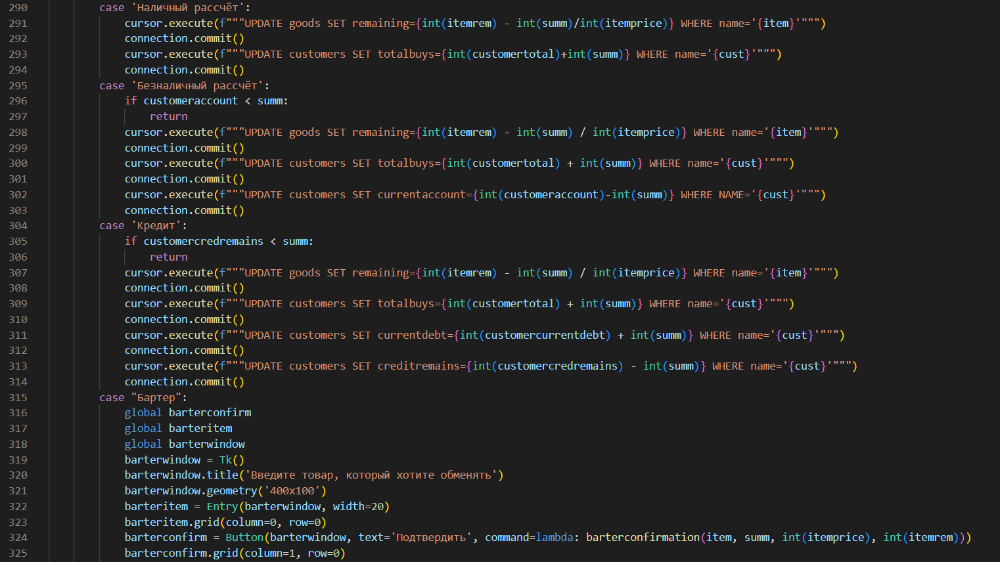 290 case 'Наличный рассчёт':
291 cursor.execute(f"""UPDATE goods SET remaining={int(itemrem) - int(summ)/int(itemprice)} WHERE name='{item}'""")
292 connection.commit()
293 cursor.execute(f"""UPDATE customers SET totalbuys={int(customertotal)+int(summ)} WHERE name='{cust}'""")
294 connection.commit()
295 case 'Безналичный рассчёт':
296 if customeraccount < summ:
297 return
298 cursor.execute(f"""UPDATE goods SET remaining={int(itemrem) - int(summ) / int(itemprice)} WHERE name='{item}'""")
299 connection.commit()
300 cursor.execute(f"""UPDATE customers SET totalbuys={int(customertotal) + int(summ)} WHERE name='{cust}'""")
301 connection.commit()
302 cursor.execute(f"""UPDATE customers SET currentaccount={int(customeraccount)-int(summ)} WHERE NAME='{cust}'""")
303 connection.commit()
304 case 'Кредит':
305 if customercredremains < summ:
306 return
307 cursor.execute(f"""UPDATE goods SET remaining={int(itemrem) - int(summ) / int(itemprice)} WHERE name='{item}'""")
308 connection.commit()
309 cursor.execute(f"""UPDATE customers SET totalbuys={int(customertotal) + int(summ)} WHERE name='{cust}'""")
310 connection.commit()
311 cursor.execute(f"""UPDATE customers SET currentdebt={int(customercurrentdebt) + int(summ)} WHERE name='{cust}'""")
312 connection.commit()
313 cursor.execute(f"""UPDATE customers SET creditremains={int(customercredremains) - int(summ)} WHERE name='{cust}'""")
314 connection.commit()
315 case "Бартер":
316 global barterconfirm
317 global barteritem
318 global barterwindow
319 barterwindow = Tk()
320 barterwindow.title('Введите товар, который хотите обменять')
321 barterwindow.geometry('400x100')
322 barteritem = Entry(barterwindow, width=20)
323 barteritem.grid(column=0, row=0)
324 barterconfirm = Button(barterwindow, text='Подтвердить', command=lambda: barterconfirmation(item, summ, int(itemprice), int(itemrem)))
325 barterconfirm.grid(column=1, row=0)